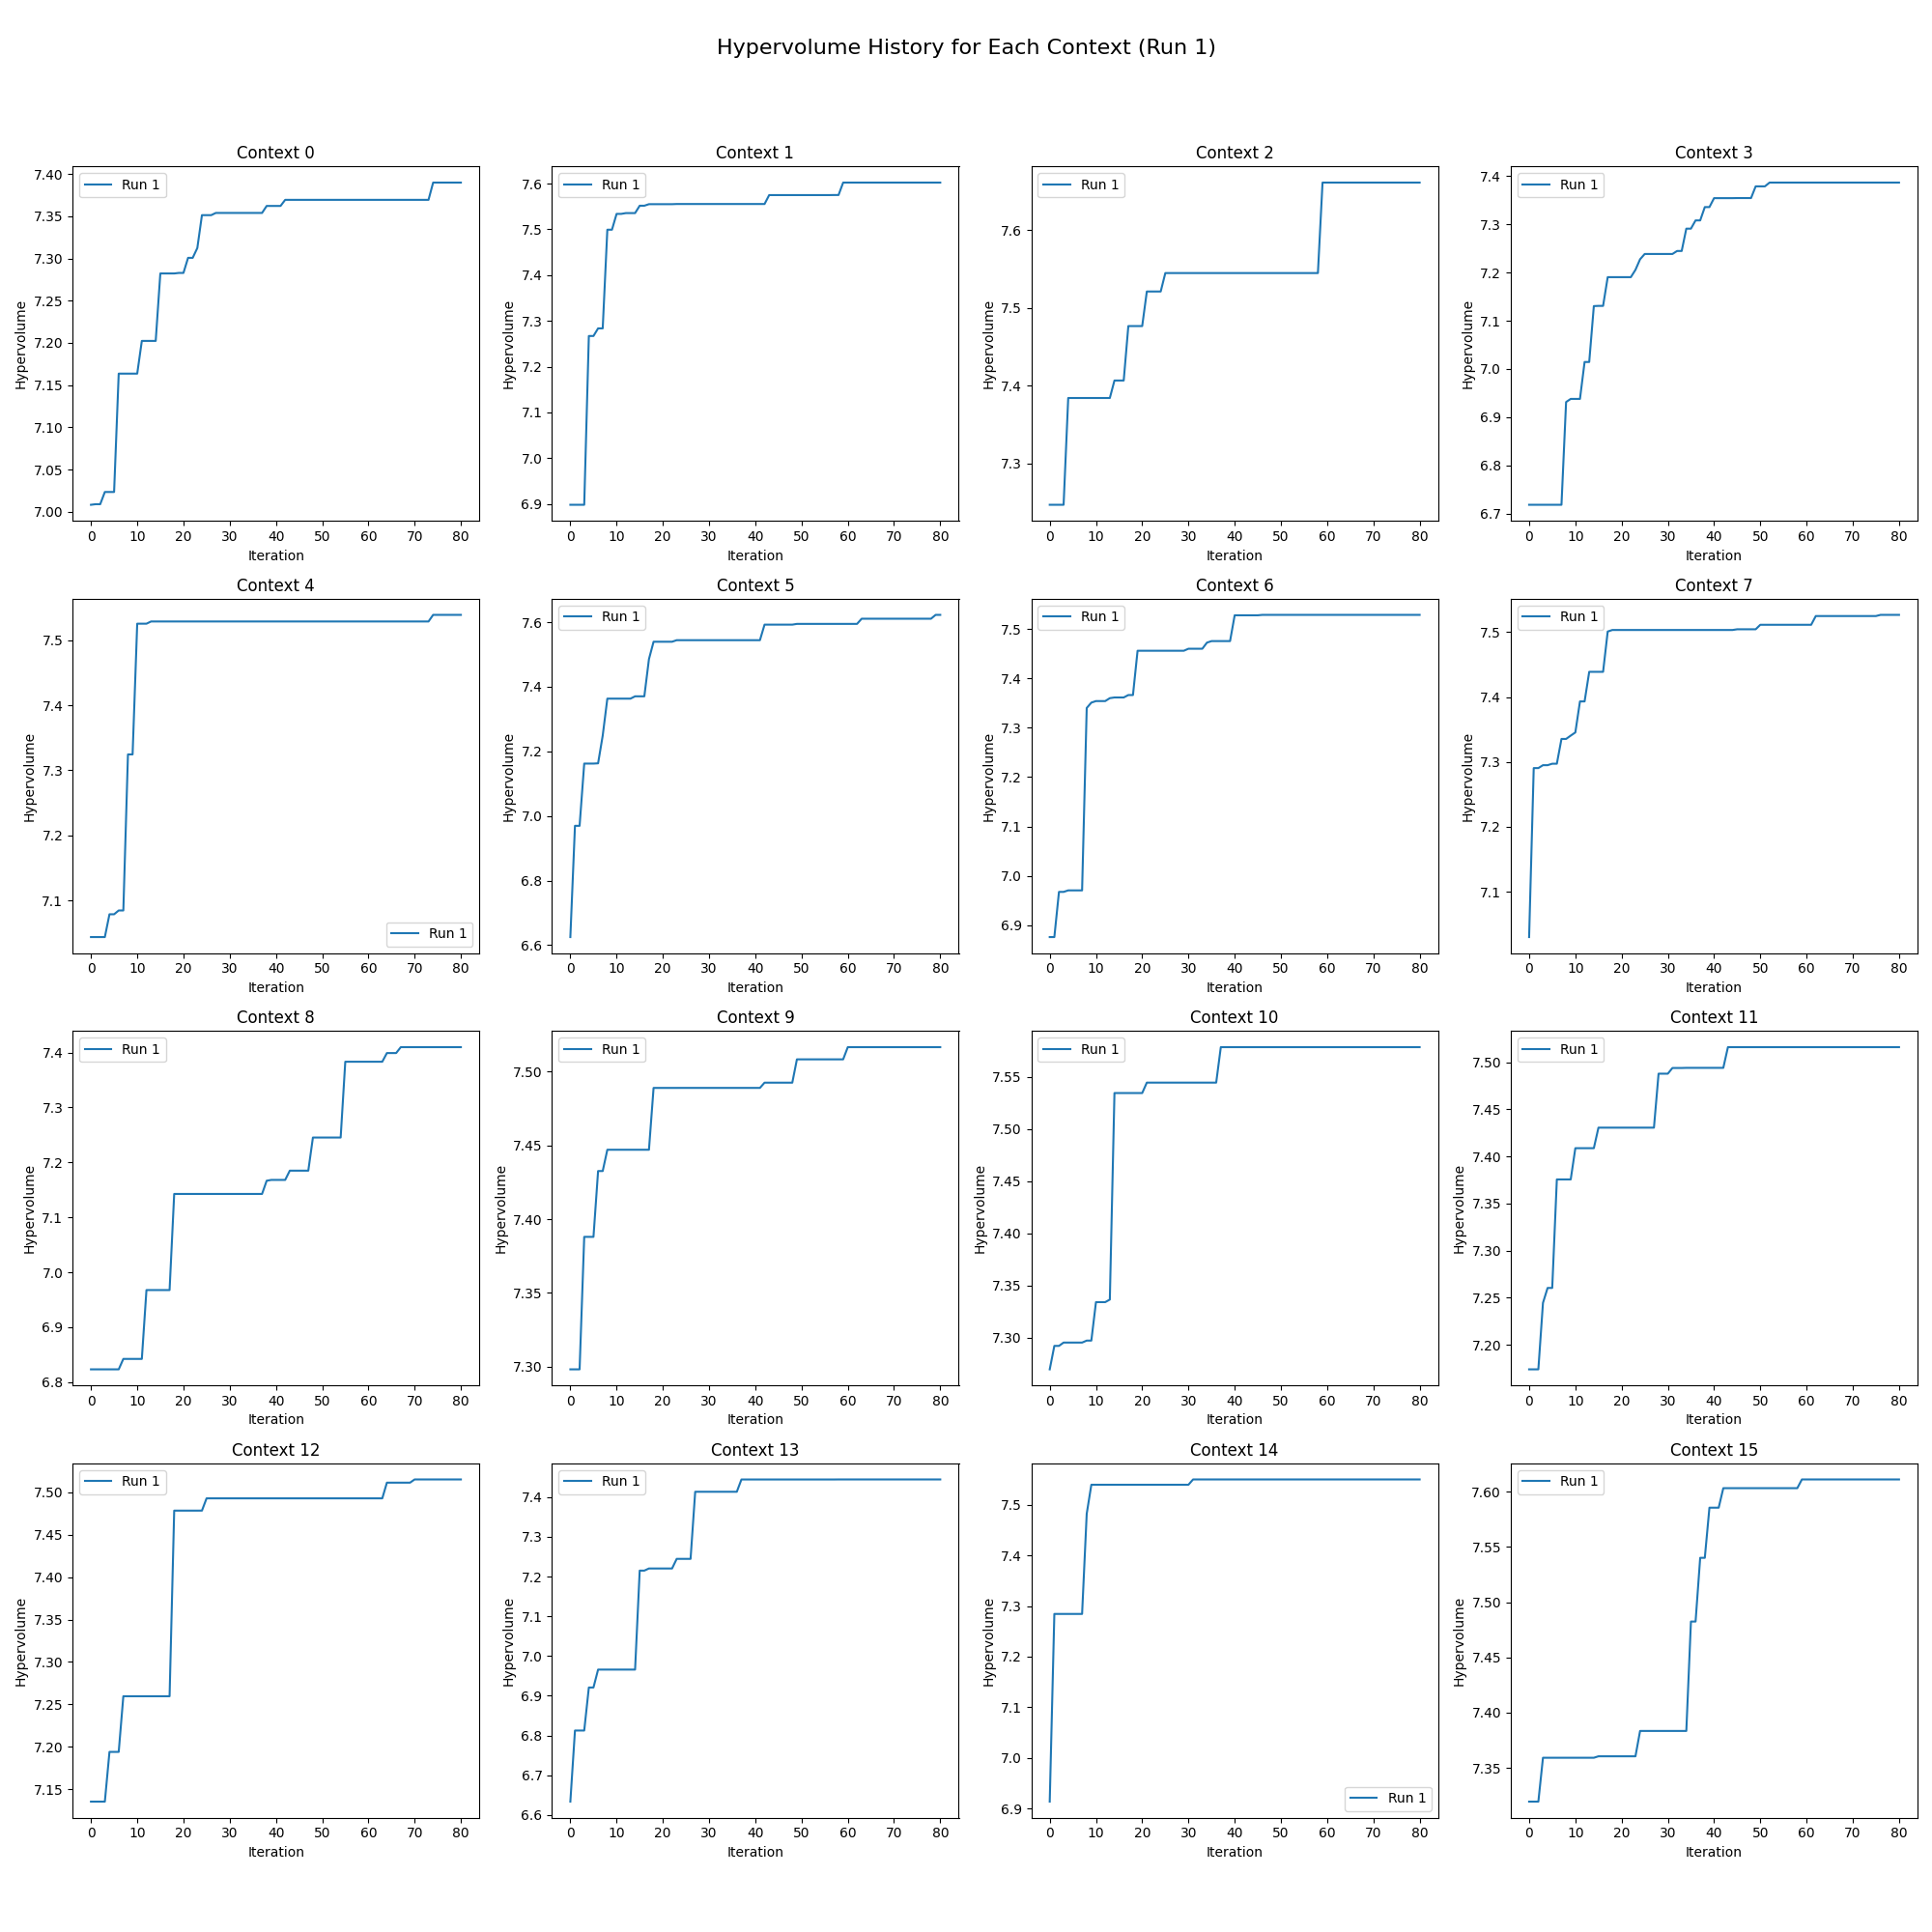 Hypervolume History for Each Context (Run 1)
Context 0
Run 1
7.40
7.35
7.30
7.25
7.20
7.15
7.10
7.05
7.00
Hypervolume
0 10 20 30 40 50 60 70 80
Iteration
Context 1
Run 1
7.6
7.5
7.4
7.3
7.2
7.1
7.0
6.9
Hypervolume
0 10 20 30 40 50 60 70 80
Iteration
Context 2
Run 1
7.6
7.5
7.4
7.3
Hypervolume
0 10 20 30 40 50 60 70 80
Iteration
Context 3
Run 1
7.4
7.3
7.2
7.1
7.0
6.9
6.8
6.7
Hypervolume
0 10 20 30 40 50 60 70 80
Iteration
Context 4
7.5
7.4
7.3
7.2
7.1
Hypervolume
Run 1
0 10 20 30 40 50 60 70 80
Iteration
Context 5
Run 1
7.6
7.4
7.2
7.0
6.8
6.6
Hypervolume
0 10 20 30 40 50 60 70 80
Iteration
Context 6
Run 1
7.5
7.4
7.3
7.2
7.1
7.0
6.9
Hypervolume
0 10 20 30 40 50 60 70 80
Iteration
Context 7
Run 1
7.5
7.4
7.3
7.2
7.1
Hypervolume
0 10 20 30 40 50 60 70 80
Iteration
Context 8
Run 1
7.4
7.3
7.2
7.1
7.0
6.9
6.8
Hypervolume
0 10 20 30 40 50 60 70 80
Iteration
Context 9
Run 1
7.50
7.45
7.40
7.35
7.30
Hypervolume
0 10 20 30 40 50 60 70 80
Iteration
Context 10
Run 1
7.55
7.50
7.45
7.40
7.35
7.30
Hypervolume
0 10 20 30 40 50 60 70 80
Iteration
Context 11
Run 1
7.50
7.45
7.40
7.35
7.30
7.25
7.20
Hypervolume
0 10 20 30 40 50 60 70 80
Iteration
Context 12
Run 1
7.50
7.45
7.40
7.35
7.30
7.25
7.20
7.15
Hypervolume
0 10 20 30 40 50 60 70 80
Iteration
Context 13
Run 1
7.4
7.3
7.2
7.1
7.0
6.9
6.8
6.7
6.6
Hypervolume
0 10 20 30 40 50 60 70 80
Iteration
Context 14
7.5
7.4
7.3
7.2
7.1
7.0
6.9
Hypervolume
Run 1
0 10 20 30 40 50 60 70 80
Iteration
Context 15
Run 1
7.60
7.55
7.50
7.45
7.40
7.35
Hypervolume
0 10 20 30 40 50 60 70 80
Iteration